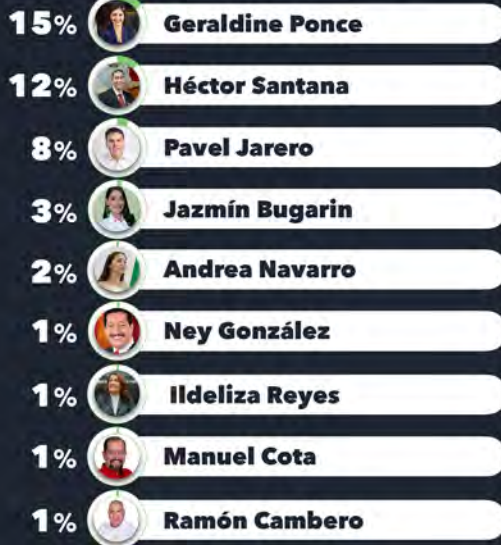 15% Geraldine Ponce
12% Héctor Santana
8% Pavel Jarero
3% Jazmín Bugarin
2% Andrea Navarro
1% Ney González
1% Ildeliza Reyes
1% Manuel Cota
1% Ramón Cambero